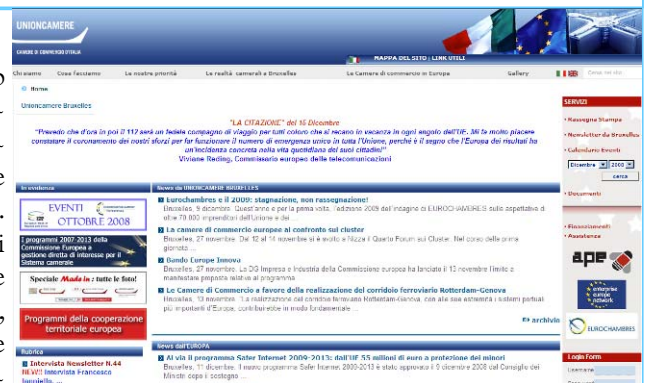 UNIONCAMERE
CAMERE DI COMMERCIO D'ITALIA
MAPPA DEL SITO | LINK UTILI
Chi siamo Cosa facciamo Le nostre priorità Le realtà camerali a Bruxelles Le Camere di commercio in Europa Gallery
Home
Unioncamere Bruxelles
"LA CITAZIONE" del 15 Dicembre
"Prevedo che d'ora in poi il 112 sarà un fedele compagno di viaggio per tutti coloro che si recano in vacanza in ogni angolo dell'UE. Mi fa molto piacere
constatare il coronamento dei nostri sforzi per far funzionare il numero di emergenza unico in tutta l'Unione, perché è il segno che l'Europa dei risultati ha
un'incidenza concreta nella vita quotidiana dei suoi cittadini"
Viviane Reding, Commissario europeo delle telecomunicazioni
In evidenza
EVENTI
OTTOBRE 2008
I programmi 2007-2013 della
Commissione Europea a
gestione diretta di interesse per il
Sistema camerale
Speciale Made in : tutte le foto!
Programmi della cooperazione
territoriale europea
Rubrica
Intervista Newsletter N.44
NEW!! Intervista Francesco
Ianniello, ...
News da UNIONCAMERE BRUXELLES
Eurochambres e il 2009: stagnazione, non rassegnazione!
Bruxelles, 9 dicembre. Quest'anno e per la prima volta, l'edizione 2009 dell'indagine di EUROCHAMBRES sulle aspettative di
oltre 70.000 imprenditori dell'Unione e dei ...
Le camere di commercio europee al confronto sui cluster
Bruxelles, 27 novembre. Dal 12 al 14 novembre si è svolto a Nizza il Quarto Forum sui Cluster. Nel corso della prima
giornata ...
Bando Europe Innova
Bruxelles, 27 novembre. La DG Impresa e Industria della Commissione europea ha lanciato il 13 novembre l'invito a
manifestare proposte relative al programma
Le Camere di Commercio a favore della realizzazione del corridoio ferroviario Rotterdam-Genova
Bruxelles, 13 novembre. "La realizzazione del corridoio ferroviario Rotterdam-Genova, con alle sue estremità i sistemi portuali
più importanti d'Europa, contribuirebbe in modo fondamentale ...
archivio
News dall'EUROPA
Al via il programma Safer Internet 2009-2013: dall'UE 55 milioni di euro a protezione dei minori
Bruxelles, 11 dicembre. Il nuovo programma Safer Internet 2009-2013 è stato approvato il 9 dicembre 2008 dal Consiglio dei
Ministri dopo il sostegno ...
SERVIZI
Rassegna Stampa
Newsletter da Bruxelles
Calendario Eventi
Dicembre 2008
cerca
Documenti
Finanziamenti
Assistenza
ape
enterprise
europe
network
EUROCHAMBRES
Login Form
Username